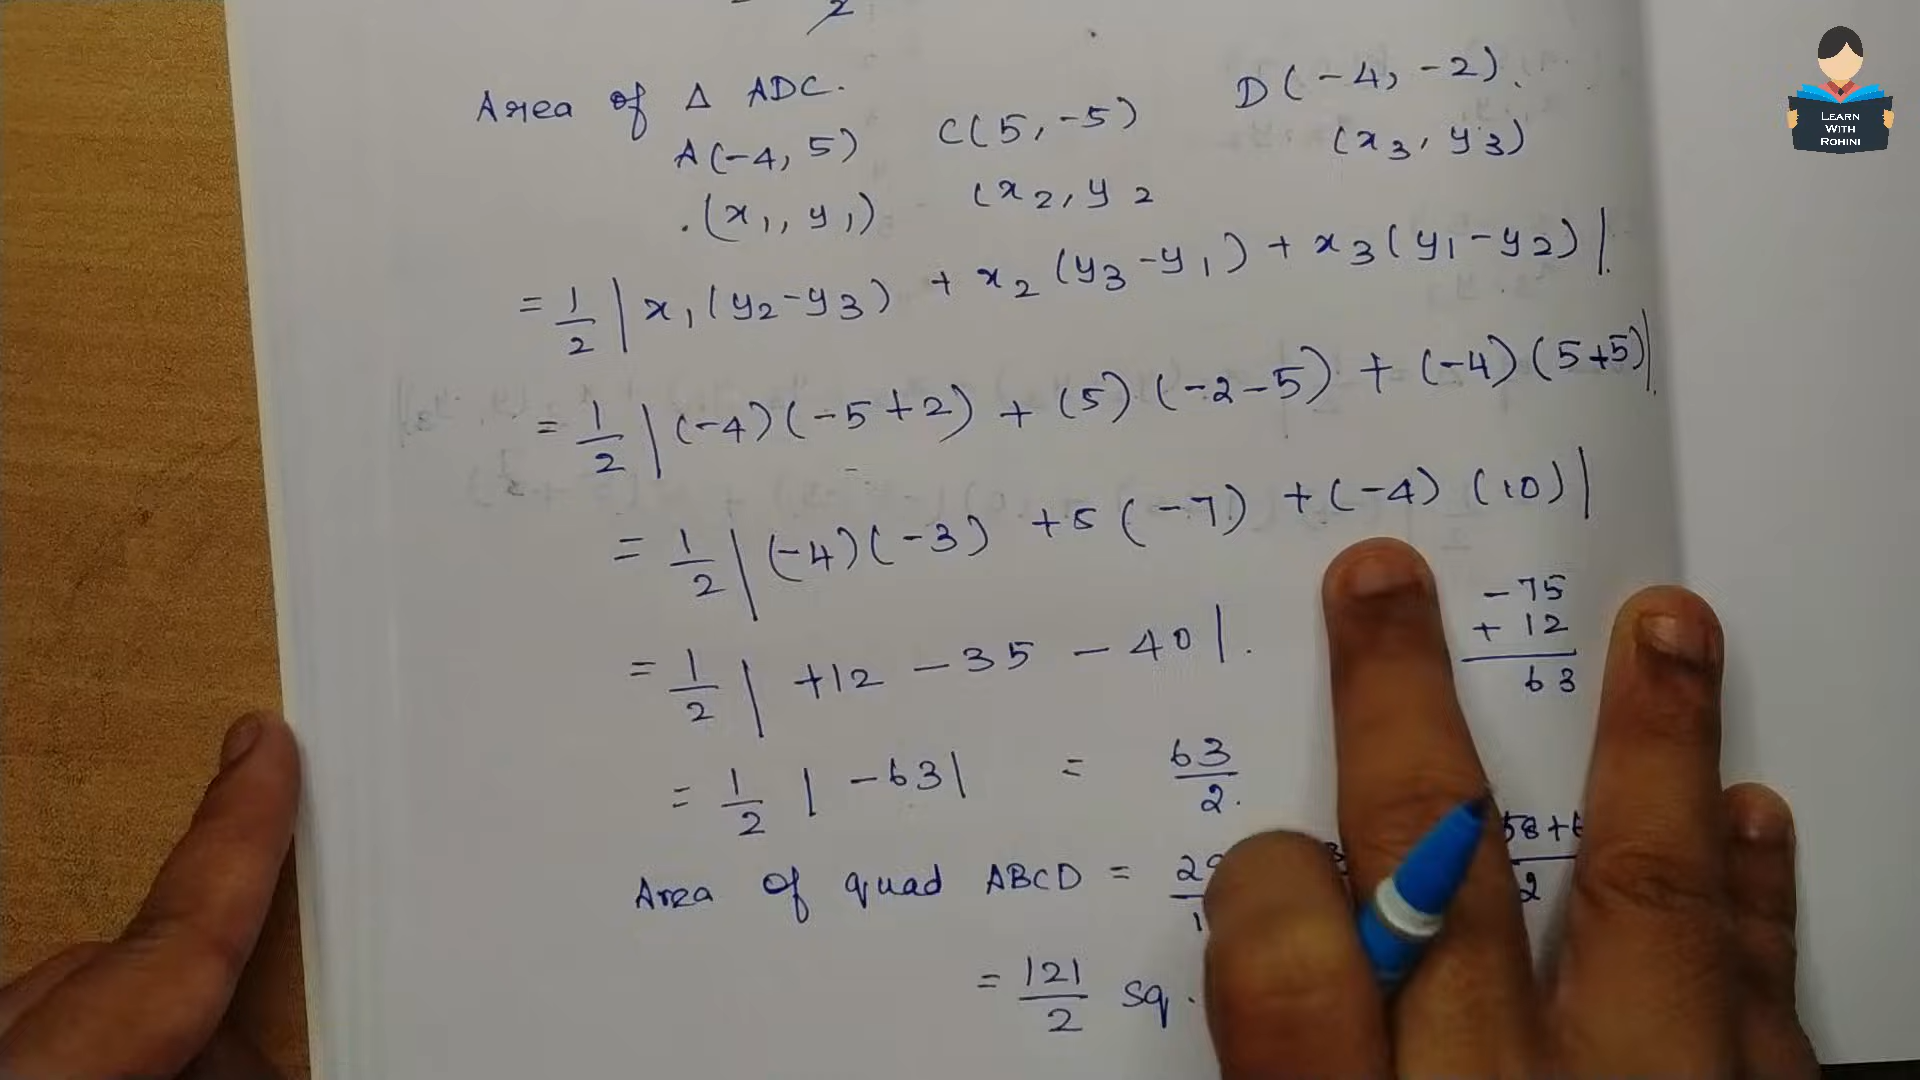 2
Area of Δ ADC.
A(-4, 5) C(5, -5) D(-4, -2).
.(x1, y1) (x2, y2 (x3, y3)
= 1/2 | x1(y2-y3) + x2(y3-y1) + x3(y1-y2)|.
= 1/2 |(-4)(-5+2) + (5)(-2-5) + (-4)(5+5)|.
= 1/2 |(-4)(-3) +5(-7) +(-4)(10)|
= 1/2 | +12 -35 -40|.
-75
+ 12
63
= 1/2 | -63| = 63/2.
Area of quad ABCD =
= 121/2 sq.
LEARN
WITH
ROHINI